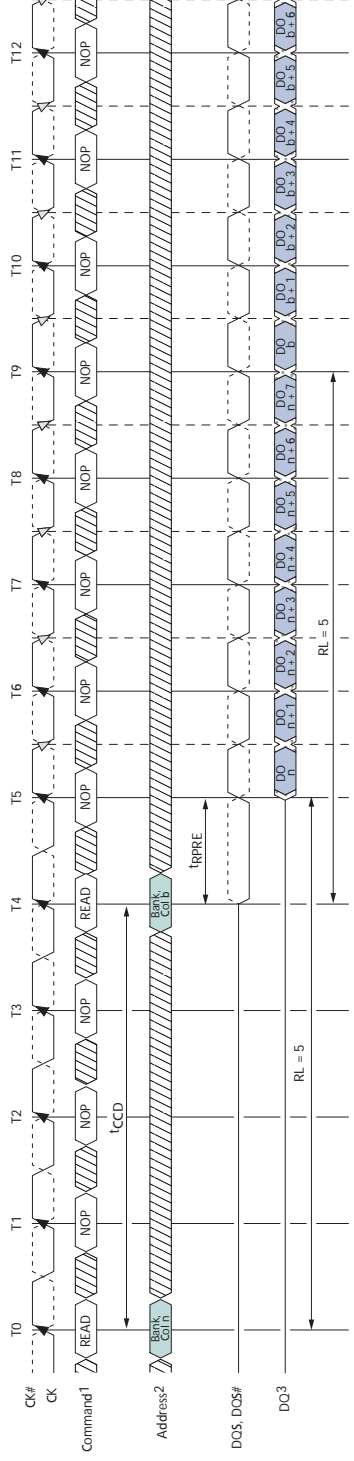 T0 T1 T2 T3 T4 T5 T6 T7 T8 T9 T10 T11 T12
CK#
CK
Command1 READ NOP NOP NOP READ NOP NOP NOP NOP NOP NOP NOP NOP
tCCD
Address2 Bank, Col n Bank, Col b
tRPRE
DQS, DQS#
DQ3 DO n DO n + 1 DO n + 2 DO n + 3 DO n + 4 DO n + 5 DO n + 6 DO n + 7 DO b DO b + 1 DO b + 2 DO b + 3 DO b + 4 DO b + 5 DO b + 6
RL = 5
RL = 5